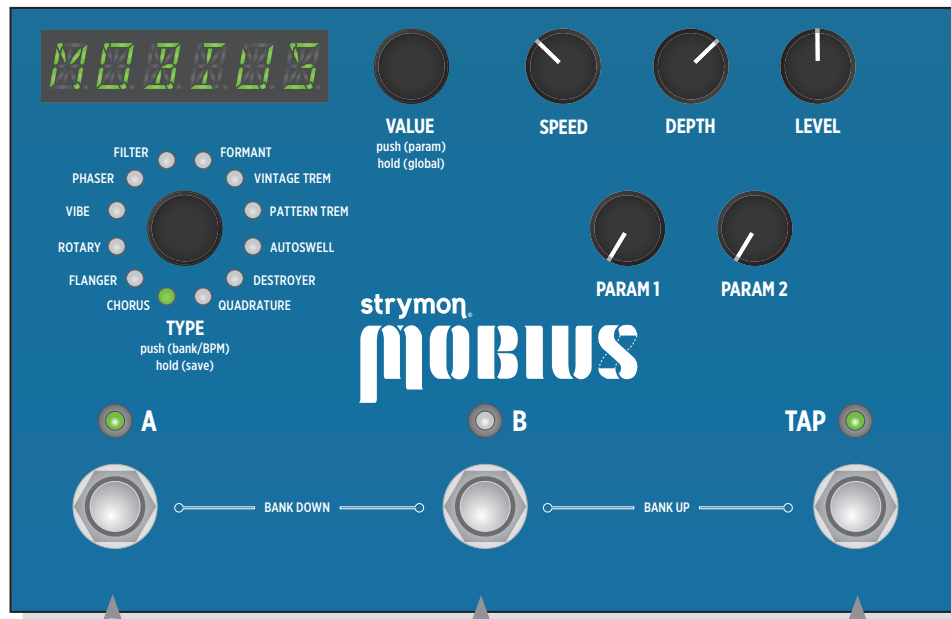 MOBIUS
VALUE
push (param)
hold (global)
SPEED
DEPTH
LEVEL
FILTER
FORMANT
PHASER
VINTAGE TREM
VIBE
PATTERN TREM
ROTARY
AUTOSWELL
FLANGER
DESTROYER
CHORUS
QUADRATURE
TYPE
push (bank/BPM)
hold (save)
PARAM 1
PARAM 2
strymon®
MOBIUS
A
B
TAP
BANK DOWN
BANK UP